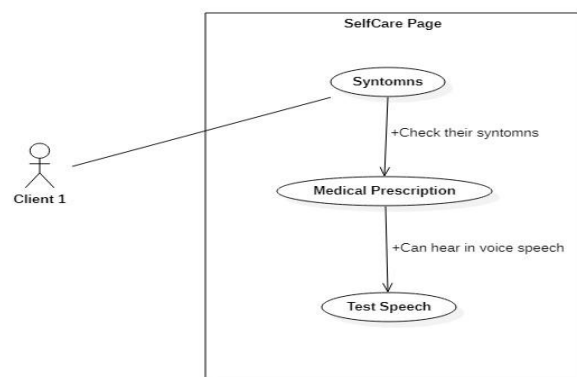 SelfCare Page
Syntomns
+Check their syntomns
Client 1
Medical Prescription
+Can hear in voice speech
Test Speech